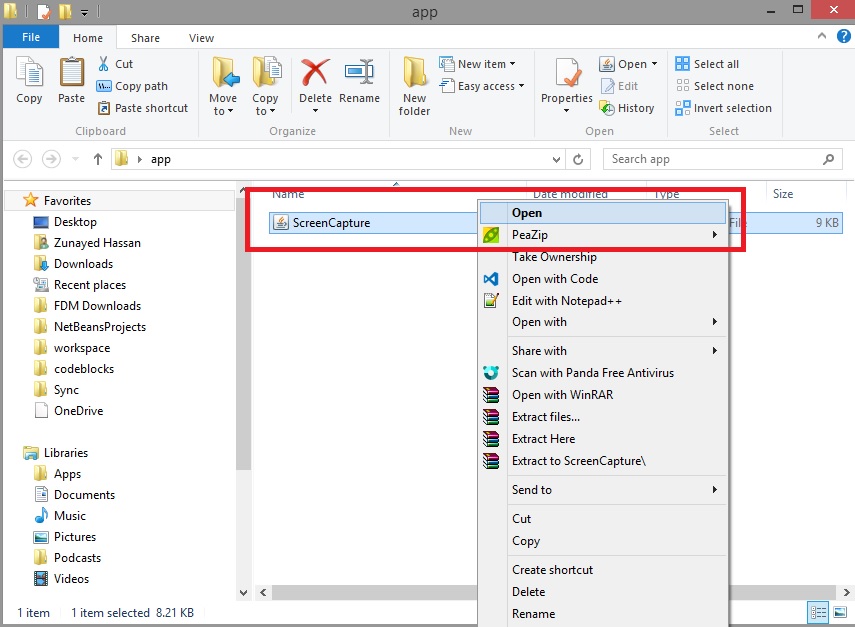 app
File Home Share View
Copy
Paste
Cut
Copy path
Paste shortcut
Clipboard
Move to
Copy to
Delete
Rename
Organize
New folder
New item
Easy access
New
Properties
Open
Edit
History
Open
Select all
Select none
Invert selection
Select
app
Search app
Favorites
Desktop
Zunayed Hassan
Downloads
Recent places
FDM Downloads
NetBeansProjects
workspace
codeblocks
Sync
OneDrive
Libraries
Apps
Documents
Music
Pictures
Podcasts
Videos
Name Date modified Type Size
ScreenCapture File 9 KB
Open
PeaZip
Take Ownership
Open with Code
Edit with Notepad++
Open with
Share with
Scan with Panda Free Antivirus
Open with WinRAR
Extract files...
Extract Here
Extract to ScreenCapture\
Send to
Cut
Copy
Create shortcut
Delete
Rename
1 item 1 item selected 8.21 KB